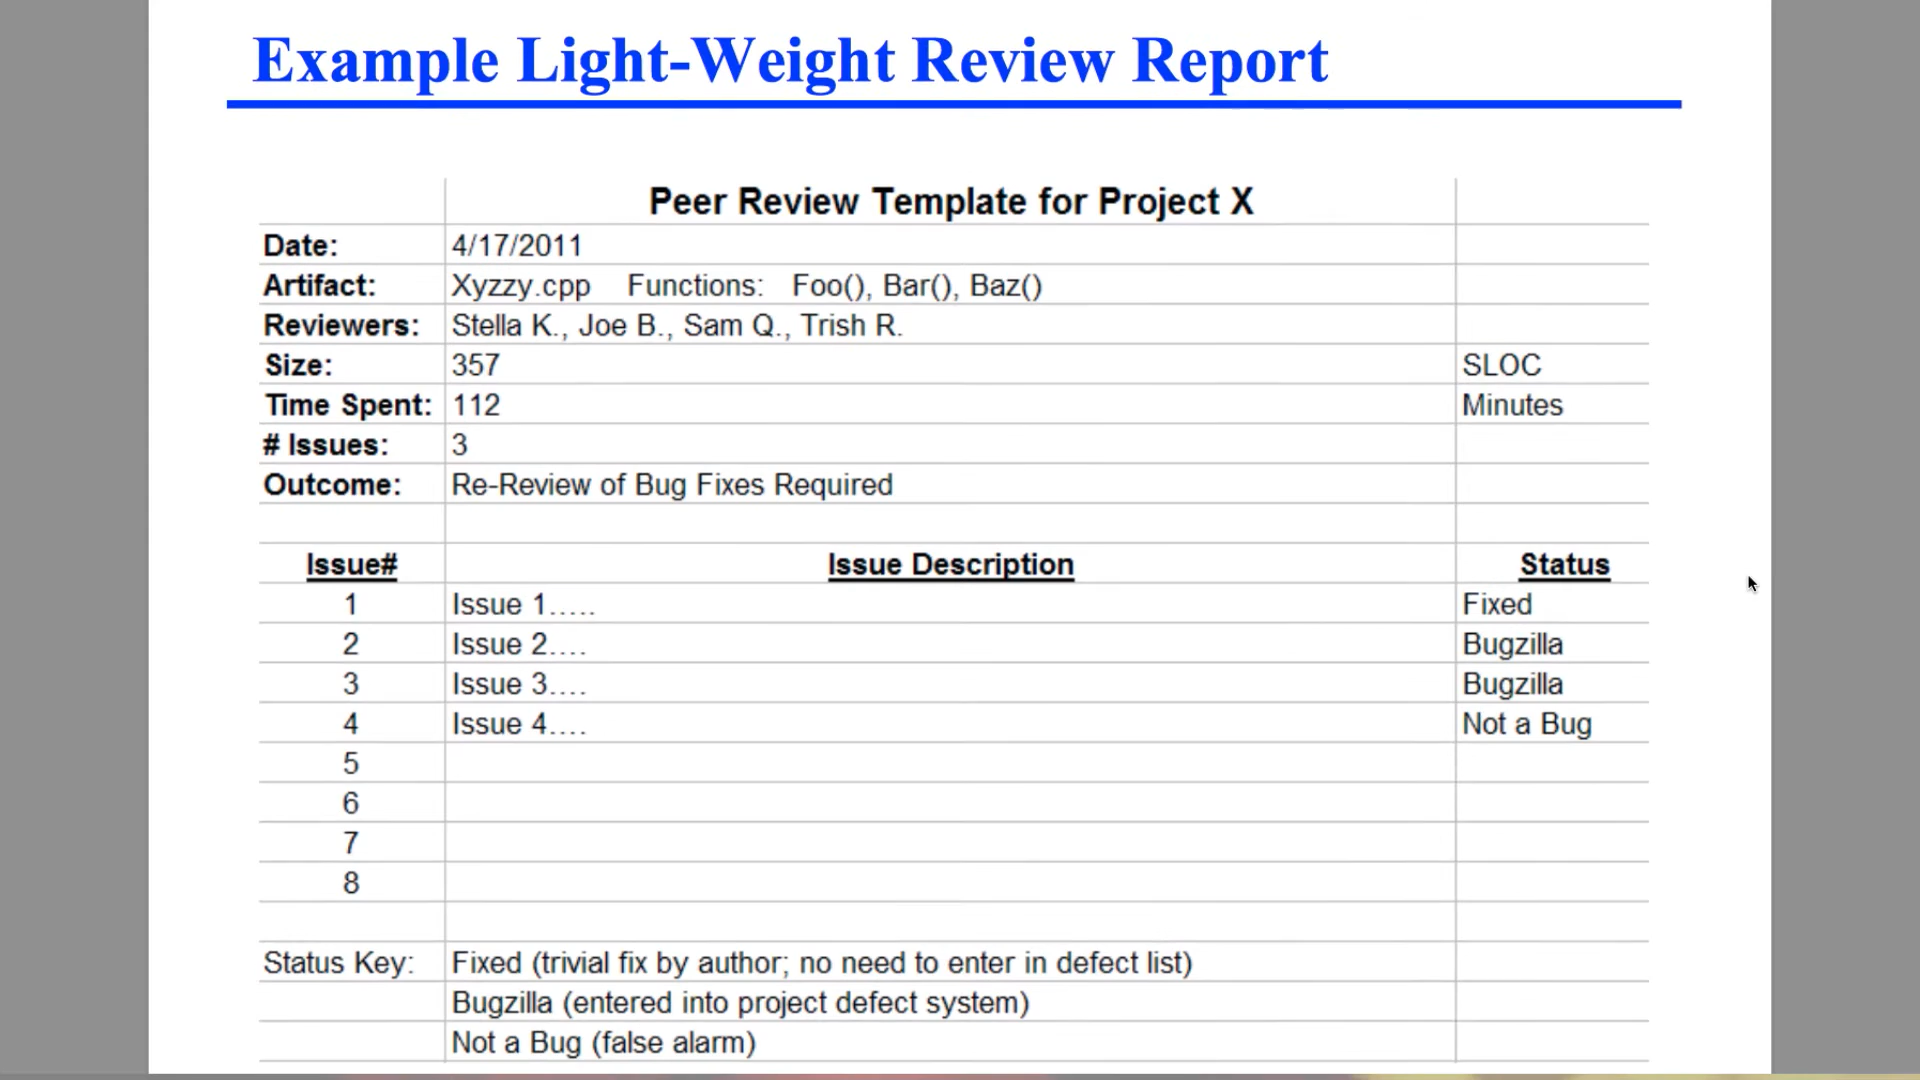 Example Light-Weight Review Report
Peer Review Template for Project X
Date: 4/17/2011
Artifact: Xyzzy.cpp Functions: Foo(), Bar(), Baz()
Reviewers: Stella K., Joe B., Sam Q., Trish R.
Size: 357 SLOC
Time Spent: 112 Minutes
# Issues: 3
Outcome: Re-Review of Bug Fixes Required
Issue# Issue Description Status
1 Issue 1..... Fixed
2 Issue 2.... Bugzilla
3 Issue 3.... Bugzilla
4 Issue 4.... Not a Bug
5
6
7
8
Status Key: Fixed (trivial fix by author; no need to enter in defect list)
Bugzilla (entered into project defect system)
Not a Bug (false alarm)